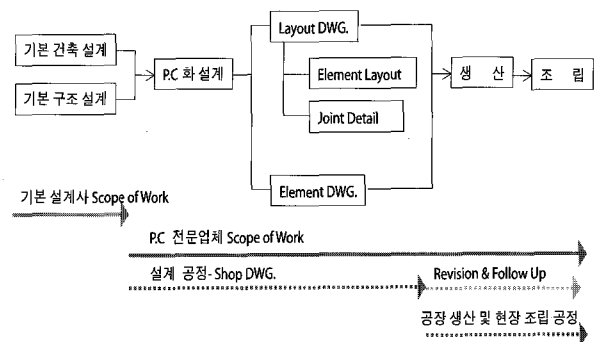 기본 건축 설계
기본 구조 설계
P.C 화 설계
Layout DWG.
Element Layout
Joint Detail
Element DWG.
생 산
조 립
기본 설계사 Scope of Work
P.C 전문업체 Scope of Work
설계 공정- Shop DWG.
Revision & Follow Up
공장 생산 및 현장 조립 공정